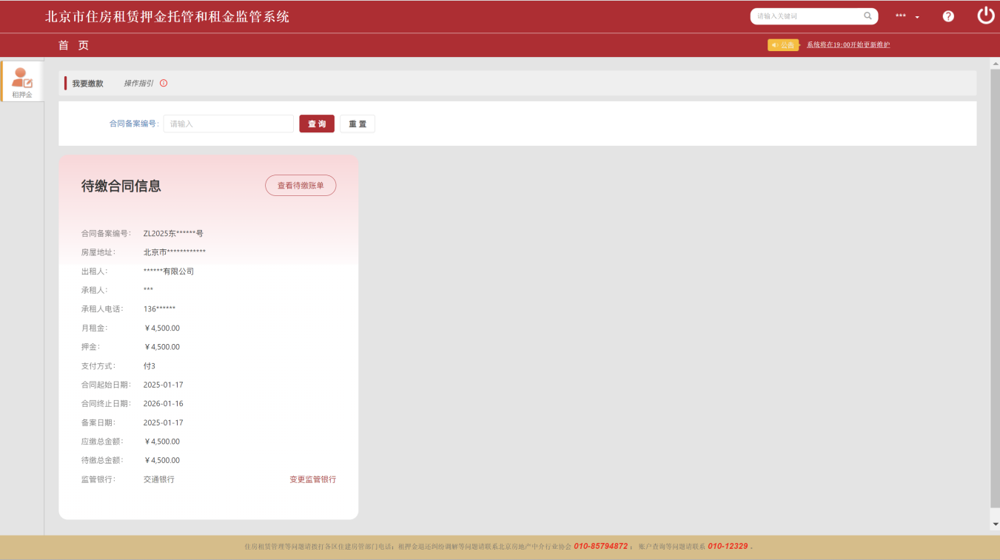 北京市住房租赁押金托管和租金监管系统
请输入关键词
***
首 页
公告
系统将在19:00开始更新维护
租押金
我要缴款 操作指引
合同备案编号: 请输入 查 询 重 置
待缴合同信息 查看待缴账单
合同备案编号: ZL2025东******号
房屋地址: 北京市************
出租人: ******有限公司
承租人: ***
承租人电话: 136******
月租金: ￥4,500.00
押金: ￥4,500.00
支付方式: 付3
合同起始日期: 2025-01-17
合同终止日期: 2026-01-16
备案日期: 2025-01-17
应缴总金额: ￥4,500.00
待缴总金额: ￥4,500.00
监管银行: 交通银行 变更监管银行
住房租赁管理等问题请拨打各区住建房管部门电话；租押金退还纠纷调解等问题请联系北京房地产中介行业协会 010-85794872； 账户查询等问题请联系 010-12329 。